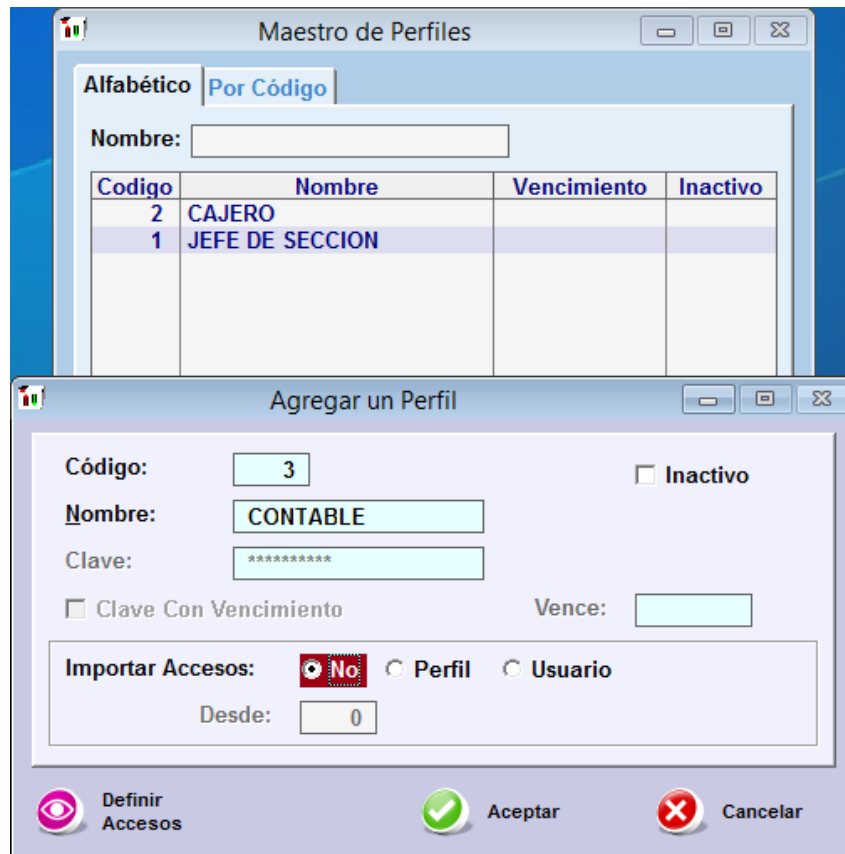 Maestro de Perfiles
Alfabético Por Código
Nombre:
Codigo Nombre Vencimiento Inactivo
2 CAJERO
1 JEFE DE SECCION
Agregar un Perfil
Código: 3 Inactivo
Nombre: CONTABLE
Clave: **********
Clave Con Vencimiento Vence:
Importar Accesos: No Perfil Usuario
Desde: 0
Definir
Accesos
Aceptar
Cancelar